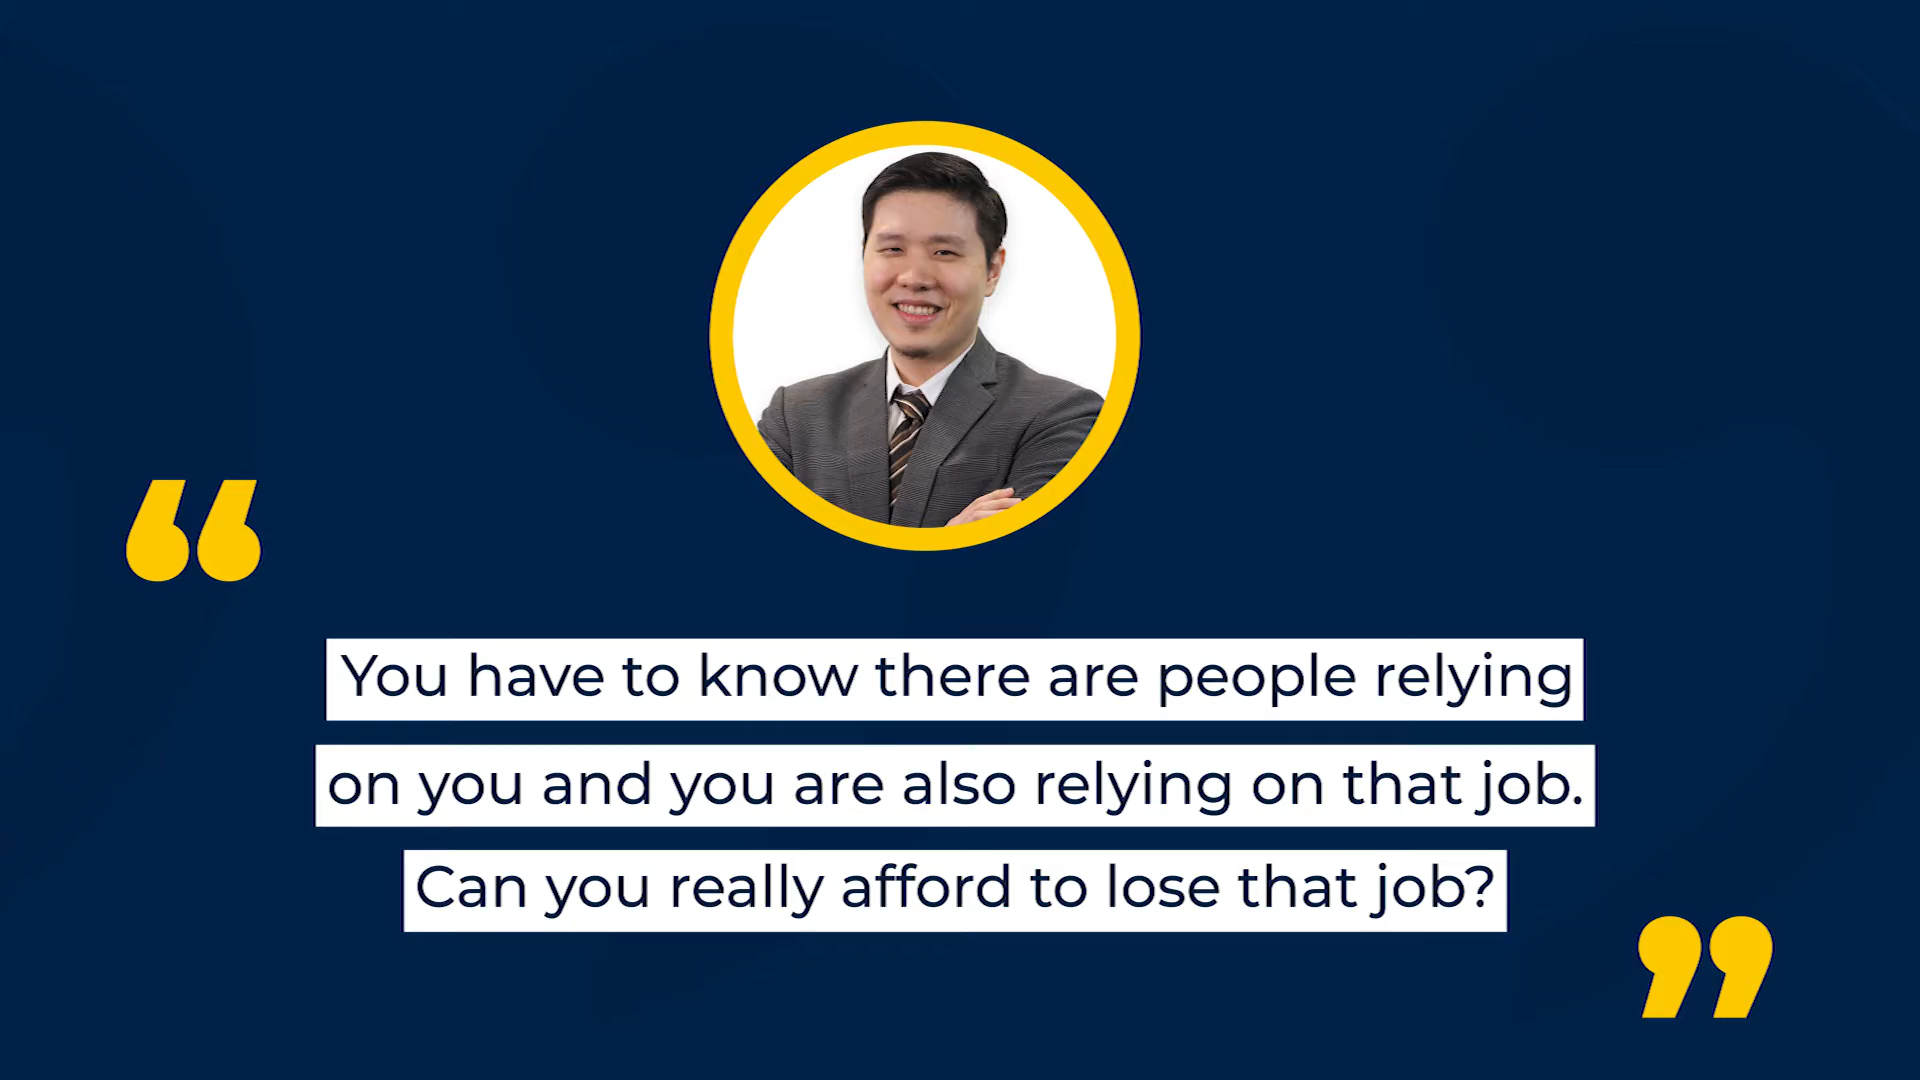 “
You have to know there are people relying
on you and you are also relying on that job.
Can you really afford to lose that job?
”